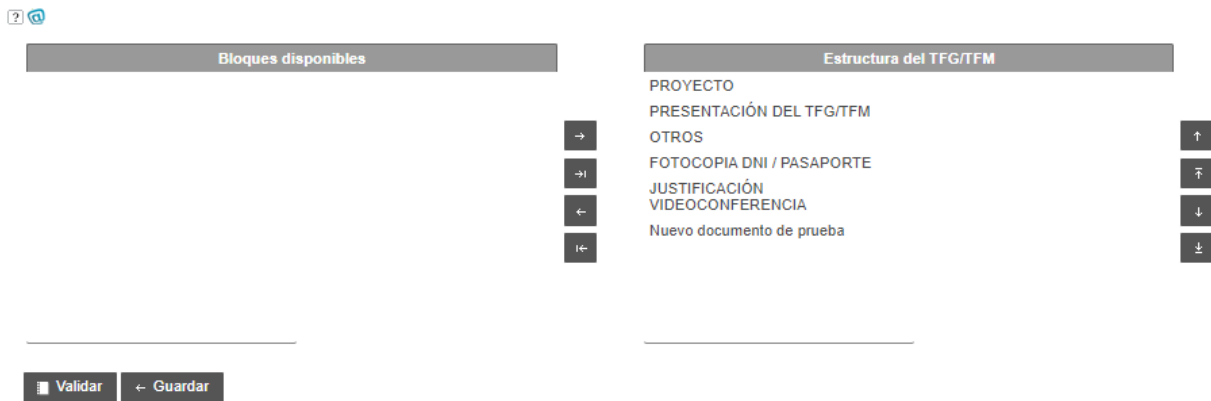 ?
Bloques disponibles
Estructura del TFG/TFM
PROYECTO
PRESENTACIÓN DEL TFG/TFM
OTROS
FOTOCOPIA DNI / PASAPORTE
JUSTIFICACIÓN
VIDEOCONFERENCIA
Nuevo documento de prueba
Validar
Guardar